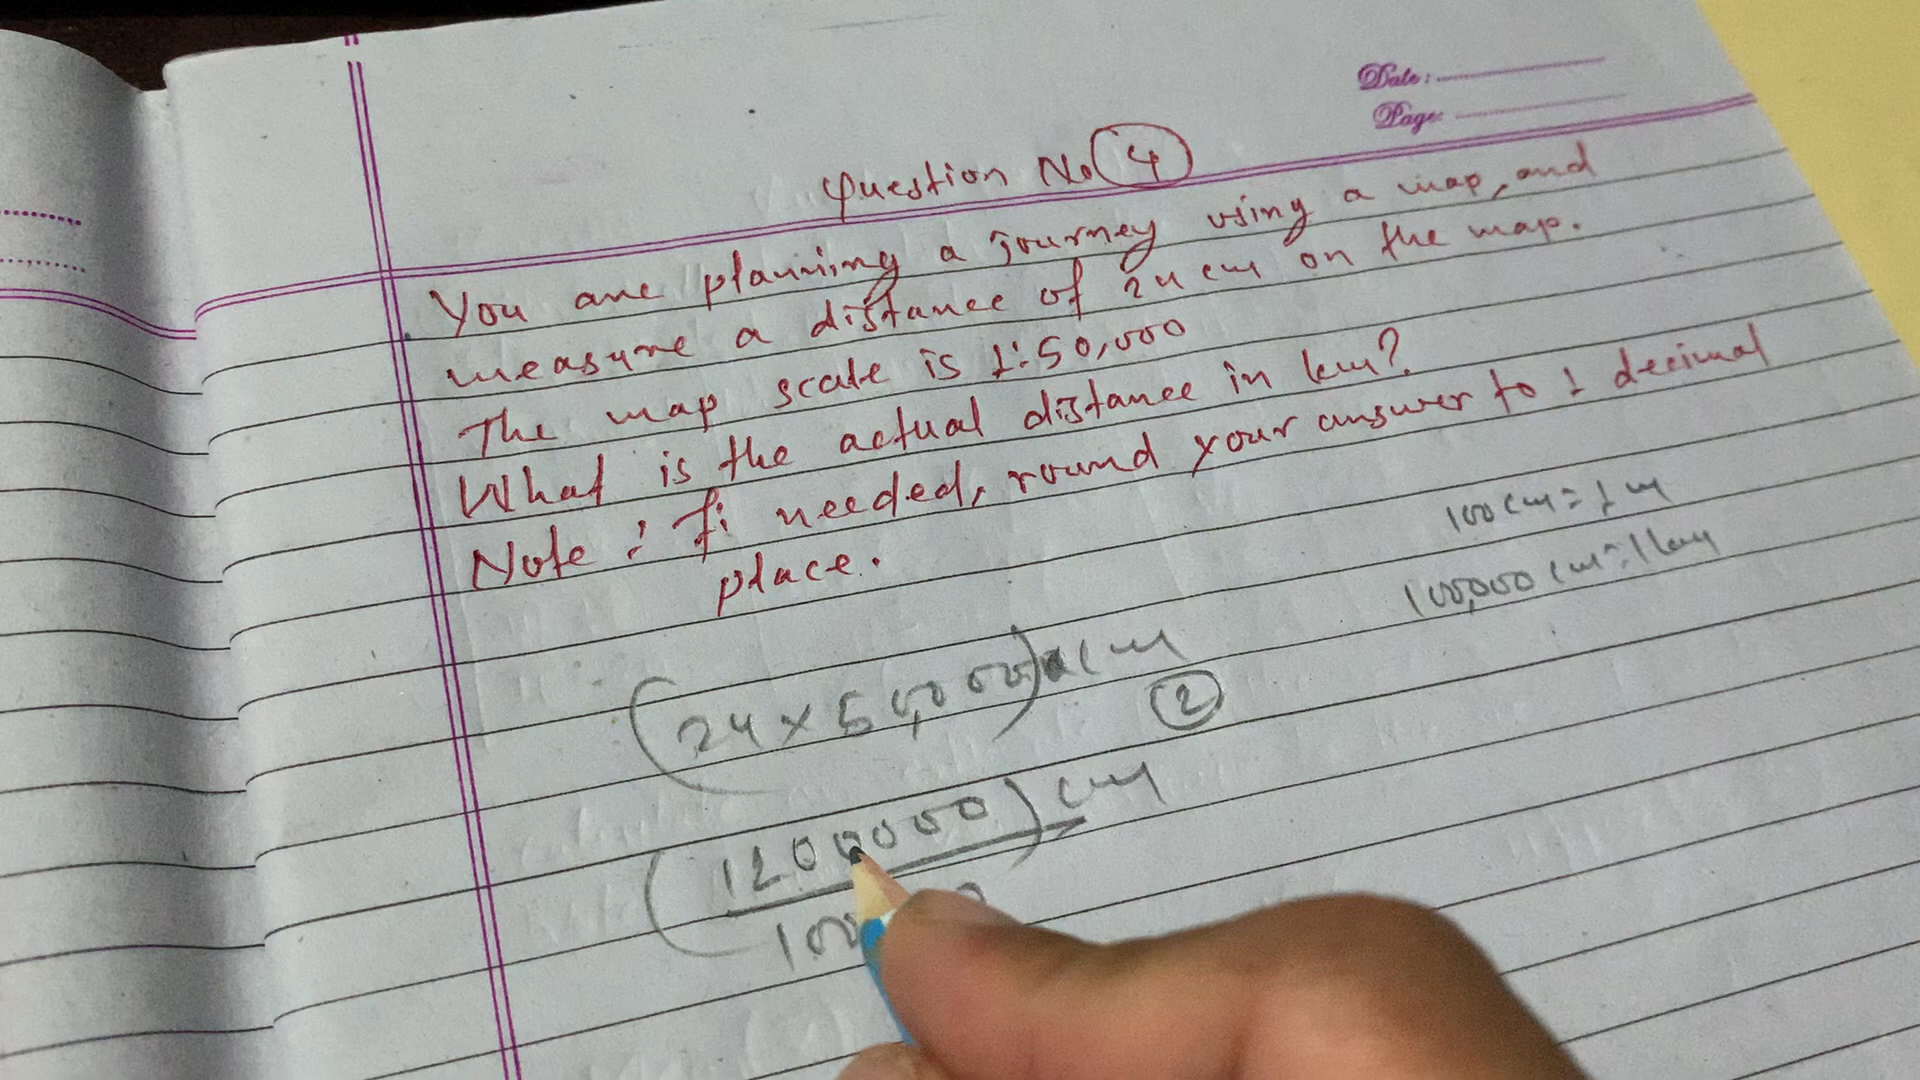 Date:
Page:
Question No 4
You are planning a journey using a map, and
measure a distance of 24 cm on the map.
The map scale is 1:50,000
What is the actual distance in km?
Note : If needed, round your answer to 1 decimal
place.
100 cm = 1 m
100,000 cm = 1 km
(24 x 50,000) cm
2
(1200000) cm